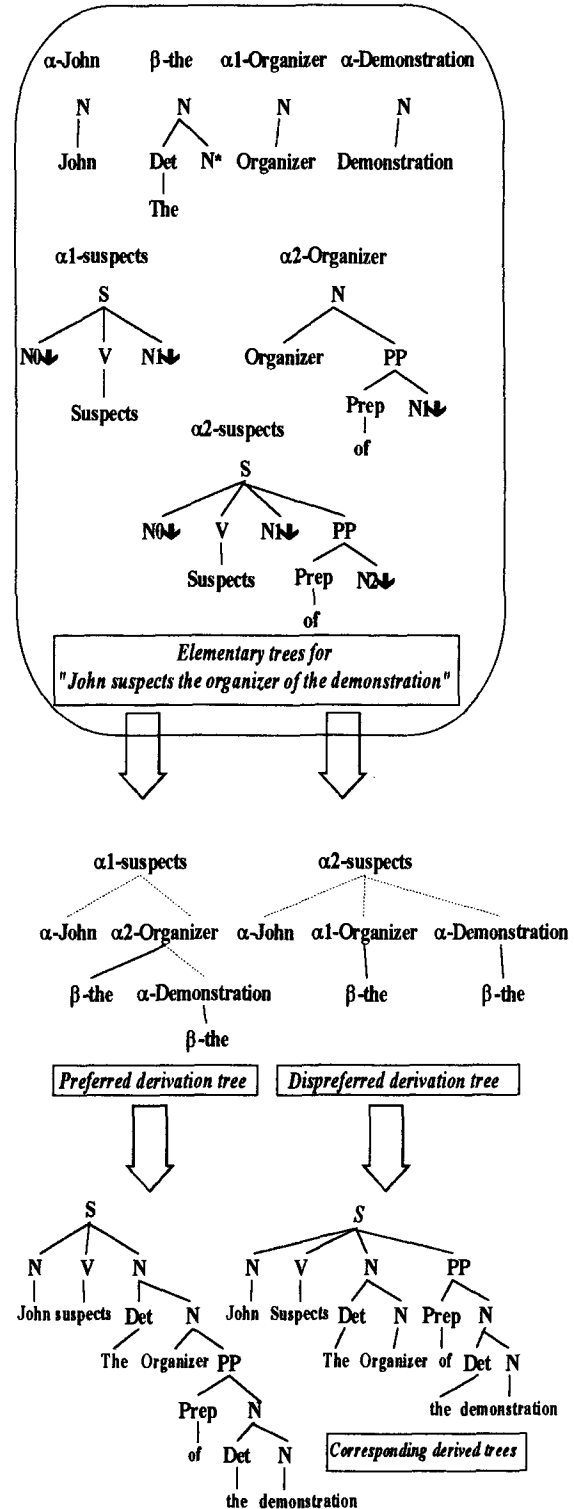 α-John β-the α1-Organizer α-Demonstration
N N N N
John Det N* Organizer Demonstration
The
α1-suspects α2-Organizer
S N
N0↓ V N1↓ Organizer PP
Suspects Prep N1↓
of
α2-suspects
S
N0↓ V N1↓ PP
Suspects Prep N2↓
of
Elementary trees for
"John suspects the organizer of the demonstration"
α1-suspects α2-suspects
α-John α2-Organizer α-John α1-Organizer α-Demonstration
β-the α-Demonstration β-the β-the
β-the
Preferred derivation tree Dispreferred derivation tree
S S
N V N N V N PP
John suspects Det N John Suspects Det N Prep N
The Organizer PP The Organizer of Det N
Prep N the demonstration
of Det N Corresponding derived trees
the demonstration